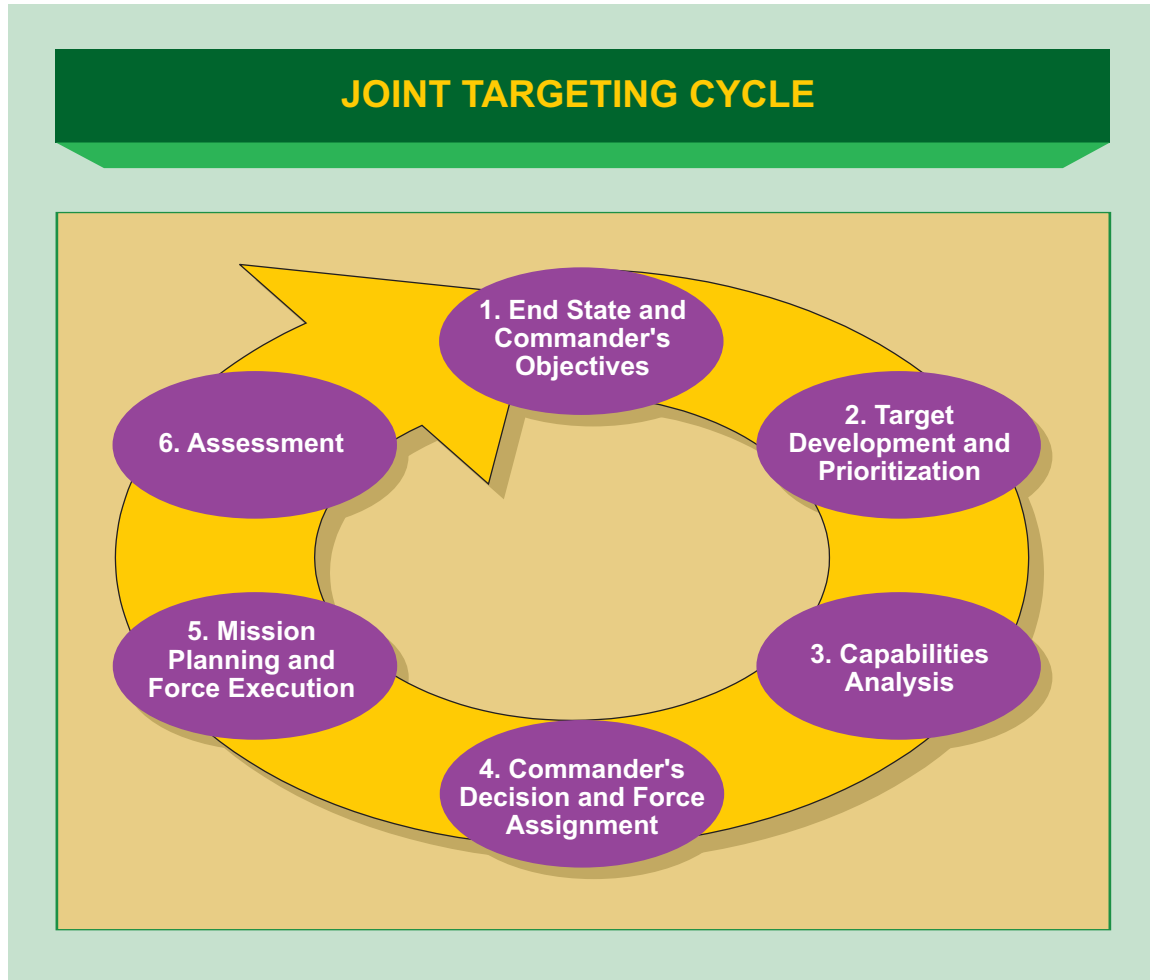 JOINT TARGETING CYCLE
1. End State and
Commander's
Objectives
2. Target
Development and
Prioritization
3. Capabilities
Analysis
4. Commander's
Decision and Force
Assignment
5. Mission
Planning and
Force Execution
6. Assessment